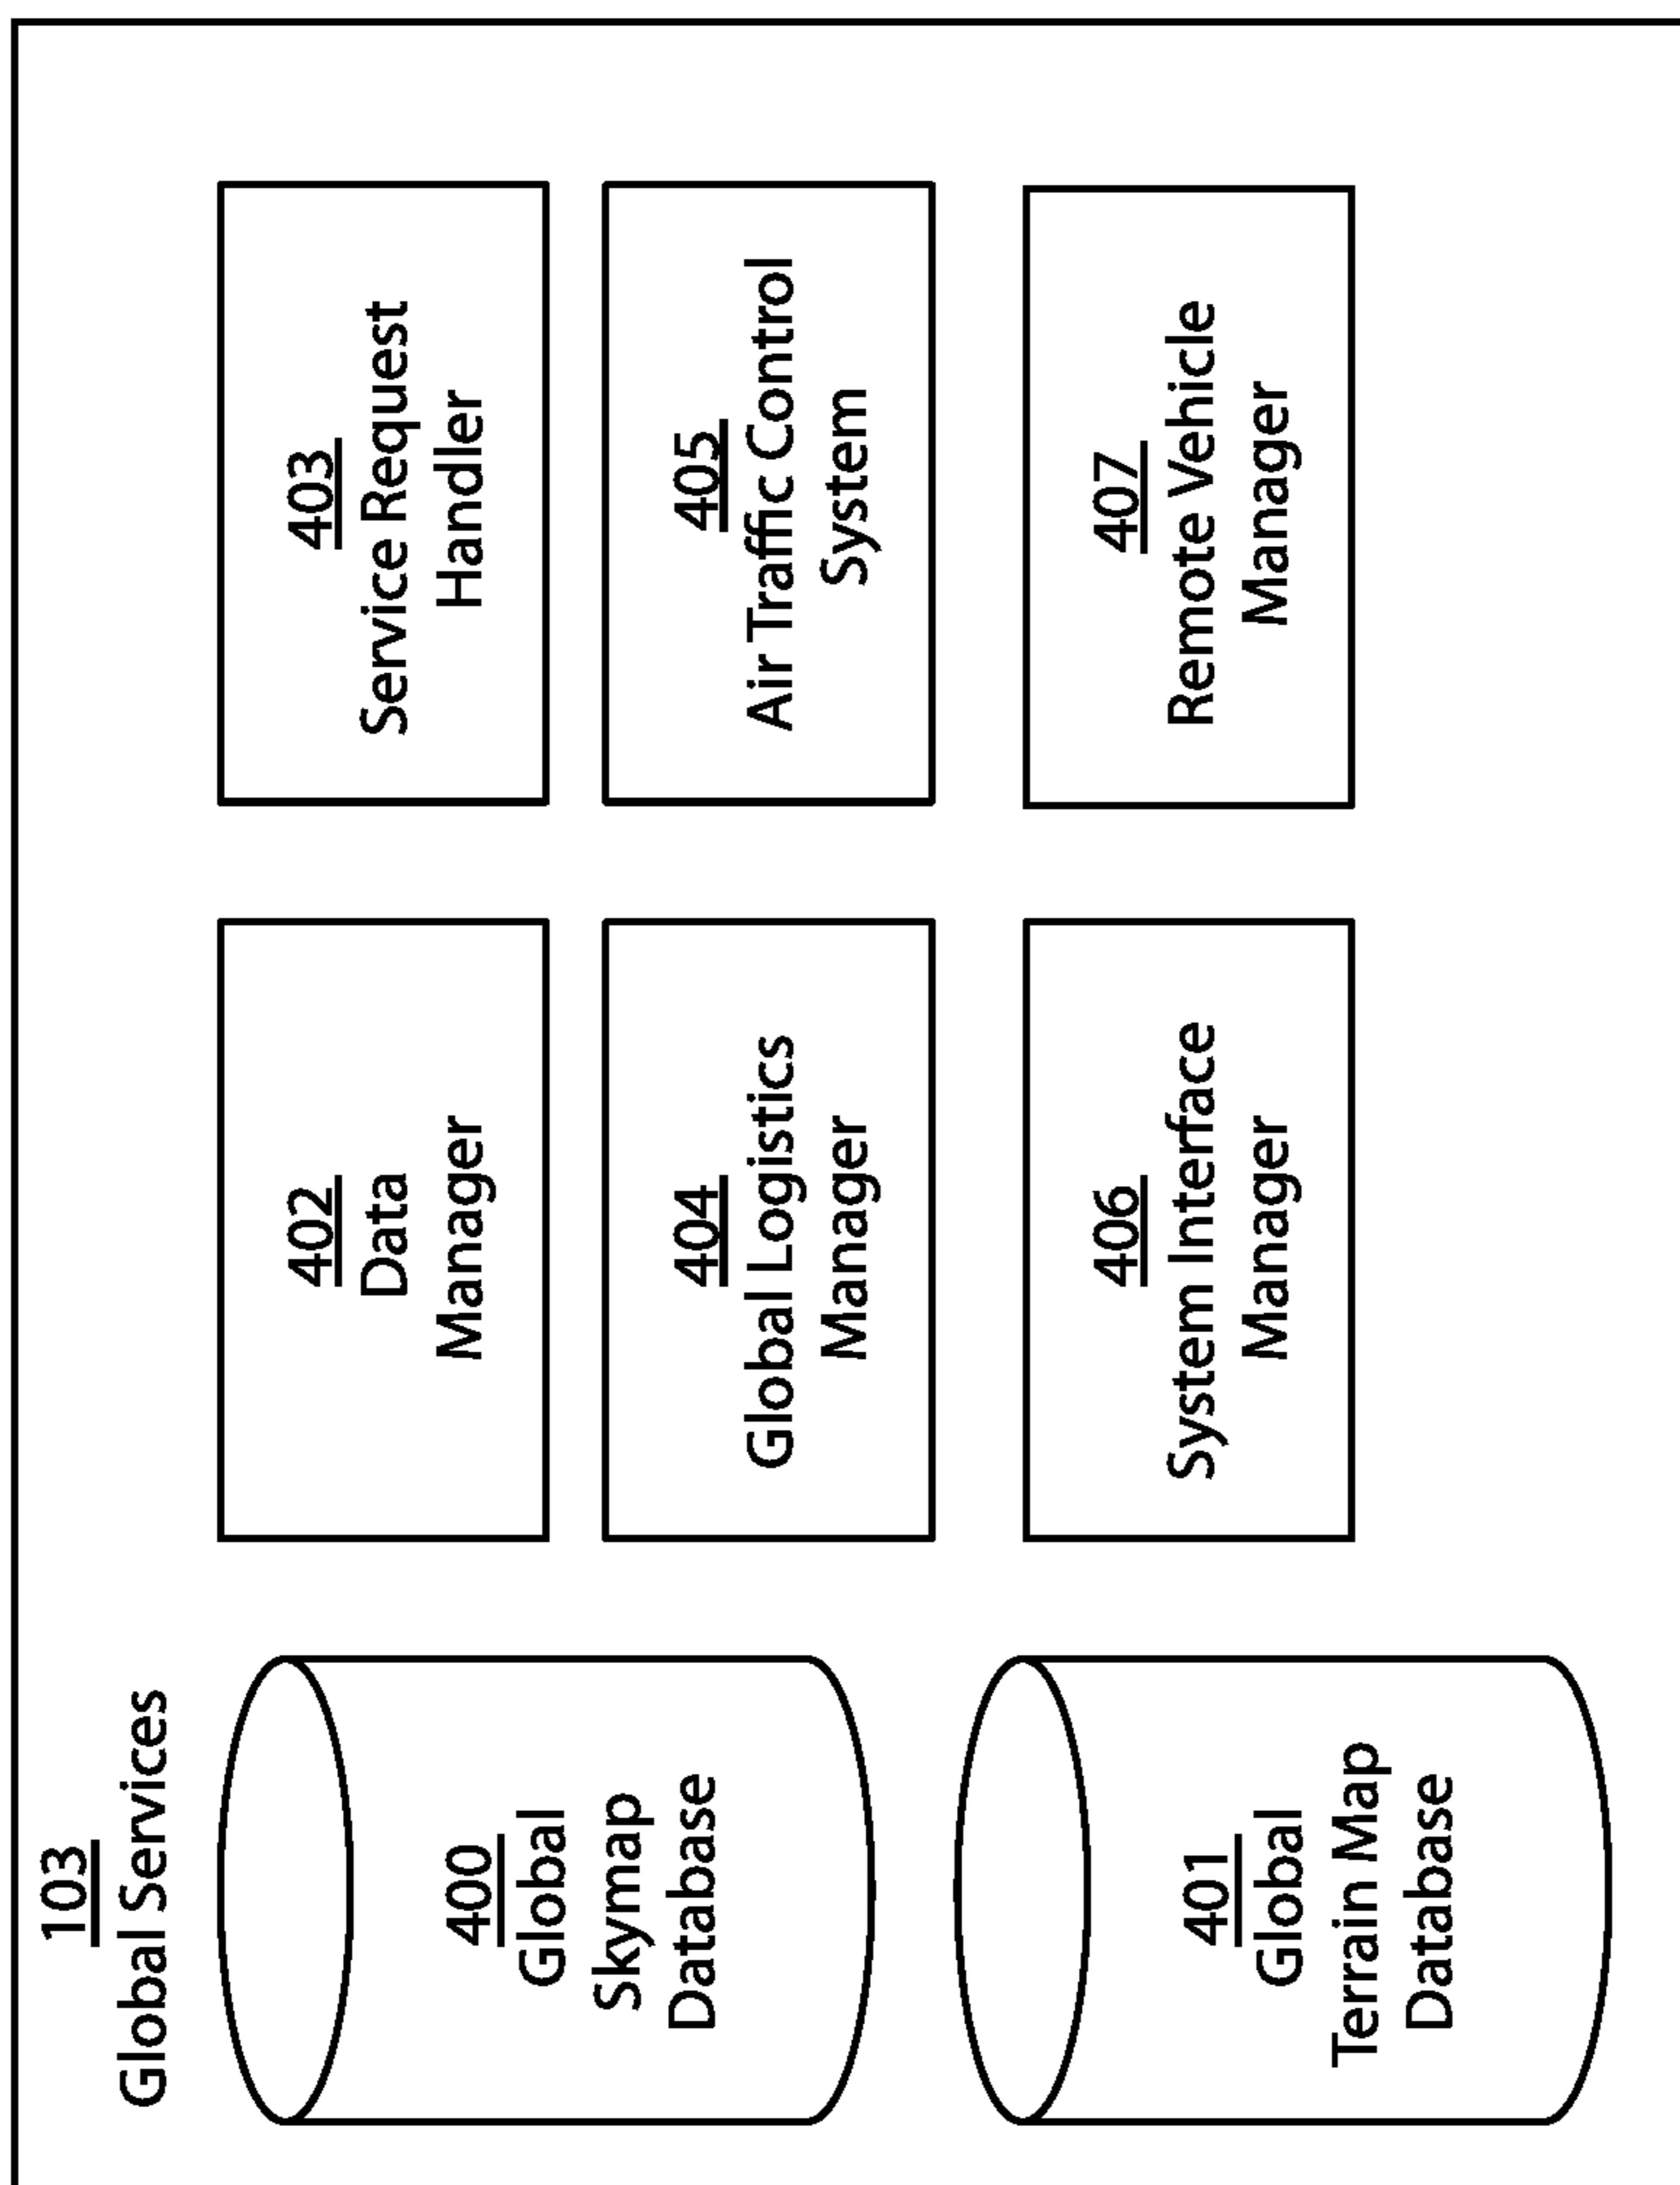 103
Global Services
400
Global
Skymap
Database
402
Data
Manager
403
Service Request
Handler
404
Global Logistics
Manager
405
Air Traffic Control
System
401
Global
Terrain Map
Database
406
System Interface
Manager
407
Remote Vehicle
Manager